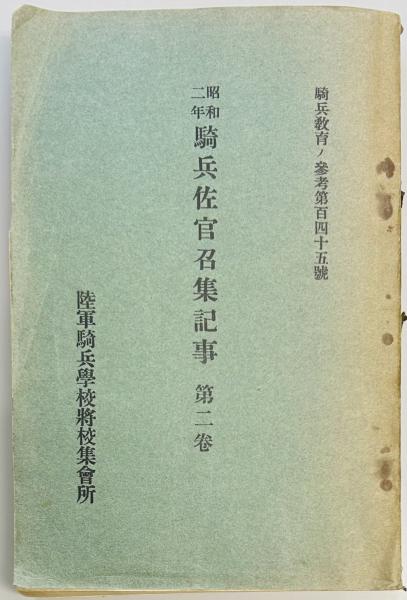 騎兵教育ノ參考第百四十五號
昭和二年 騎兵佐官召集記事 第二卷
陸軍騎兵學校將校集會所